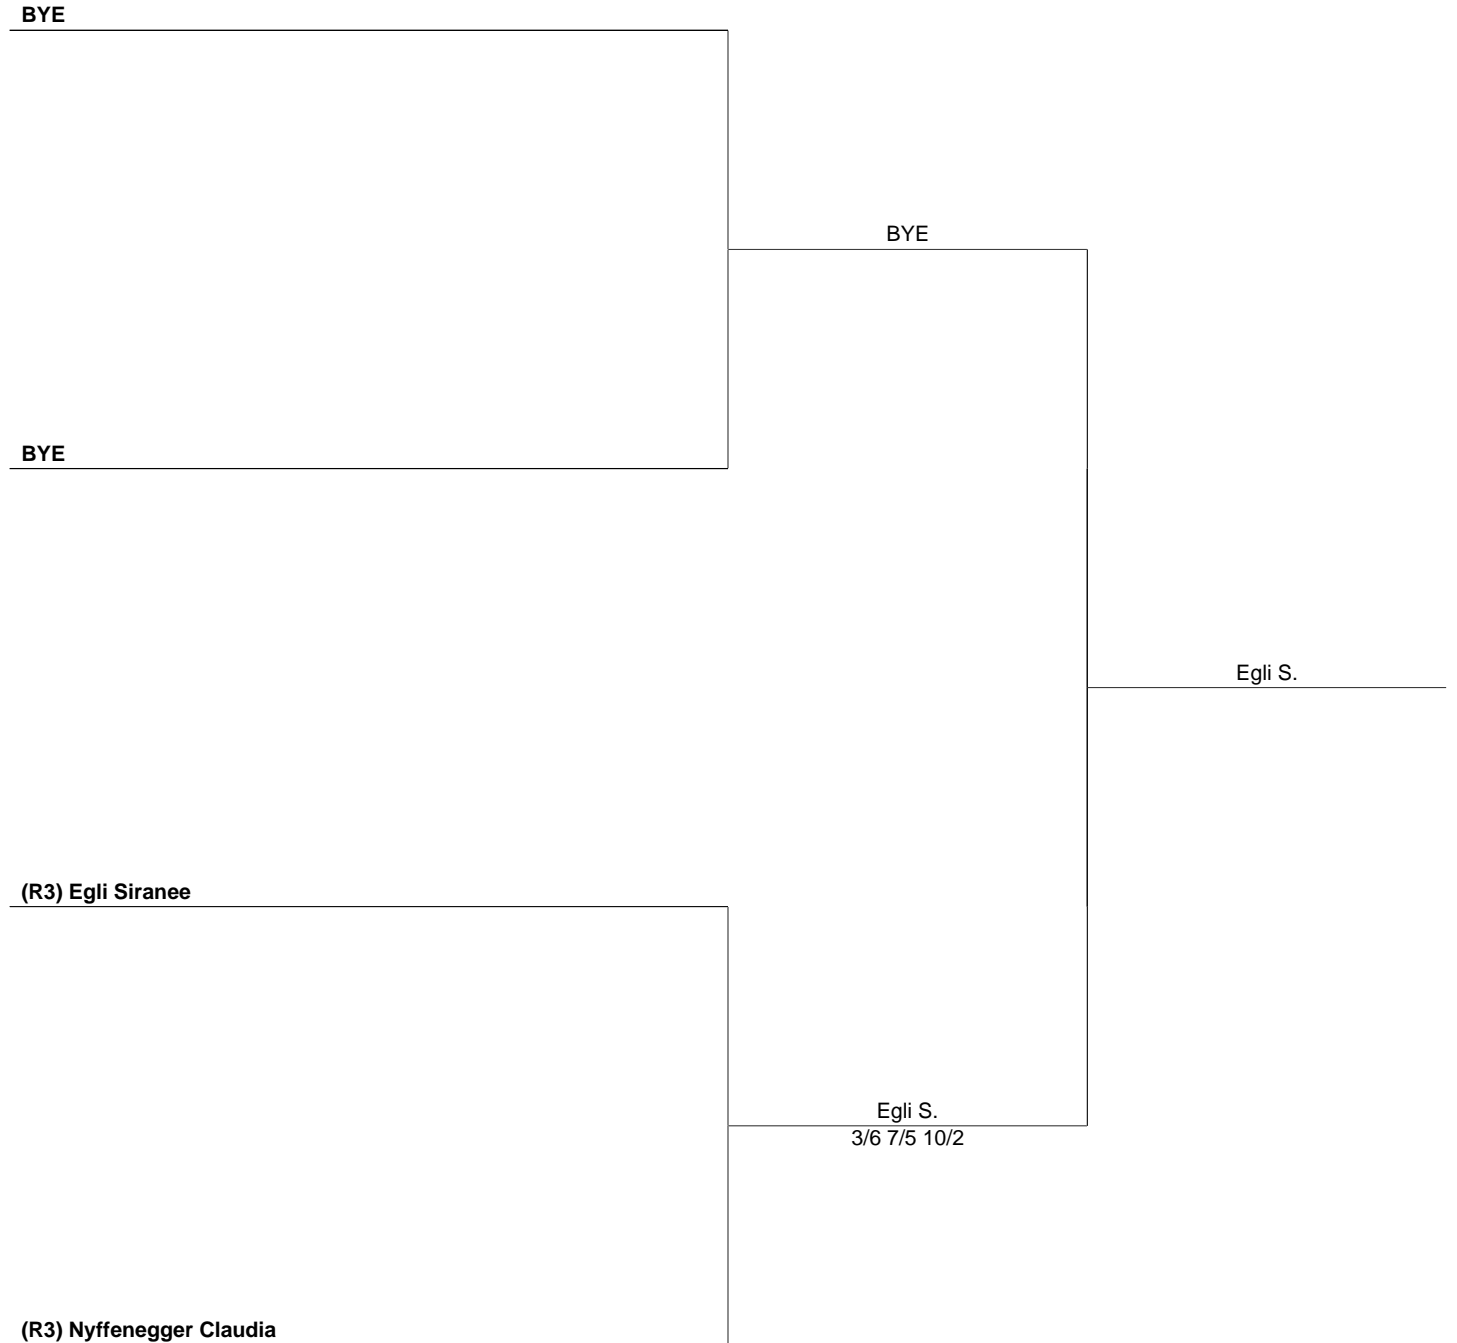 BYE
BYE
BYE
Egli S.
(R3) Egli Siranee
Egli S.
3/6 7/5 10/2
(R3) Nyffenegger Claudia